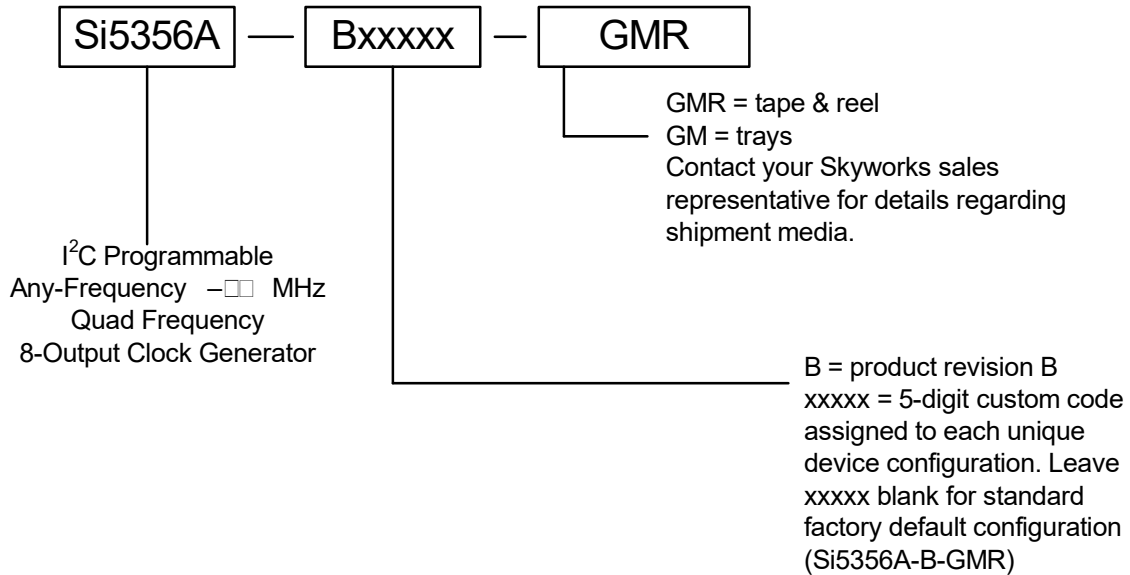 Si5356A — Bxxxxx — GMR
GMR = tape & reel
GM = trays
Contact your Skyworks sales
representative for details regarding
shipment media.
I²C Programmable
Any-Frequency – MHz
Quad Frequency
8-Output Clock Generator
B = product revision B
xxxxx = 5-digit custom code
assigned to each unique
device configuration. Leave
xxxxx blank for standard
factory default configuration
(Si5356A-B-GMR)